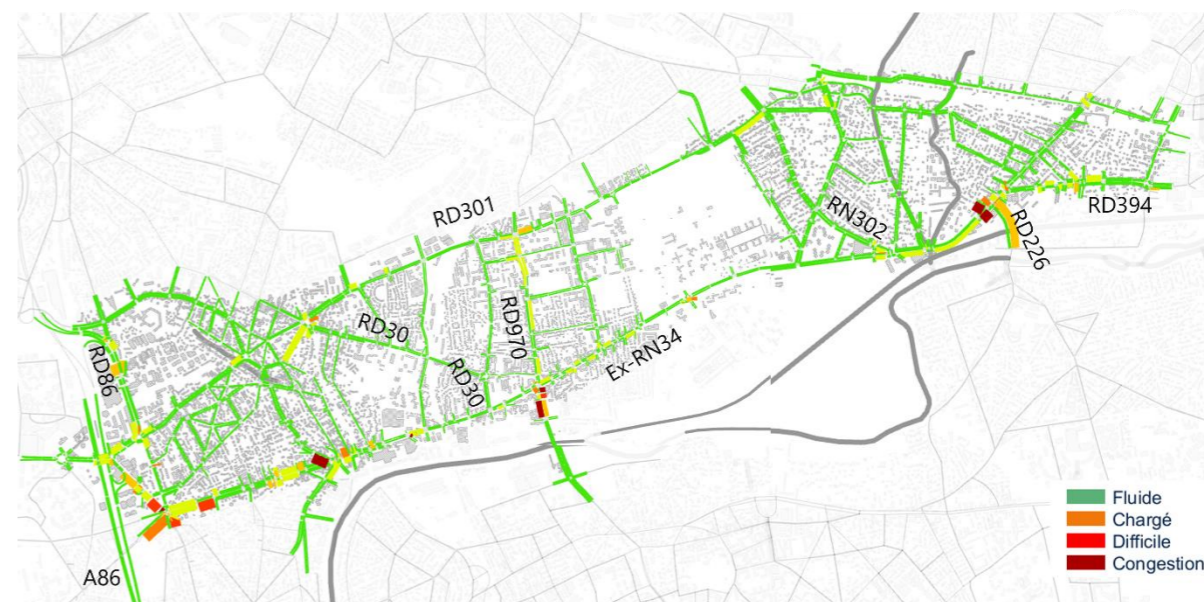 RD301
RN302
RD394
RD226
RD30
RD970
Ex-RN34
RD86
RD30
A86
Fluide
Chargé
Difficile
Congestion